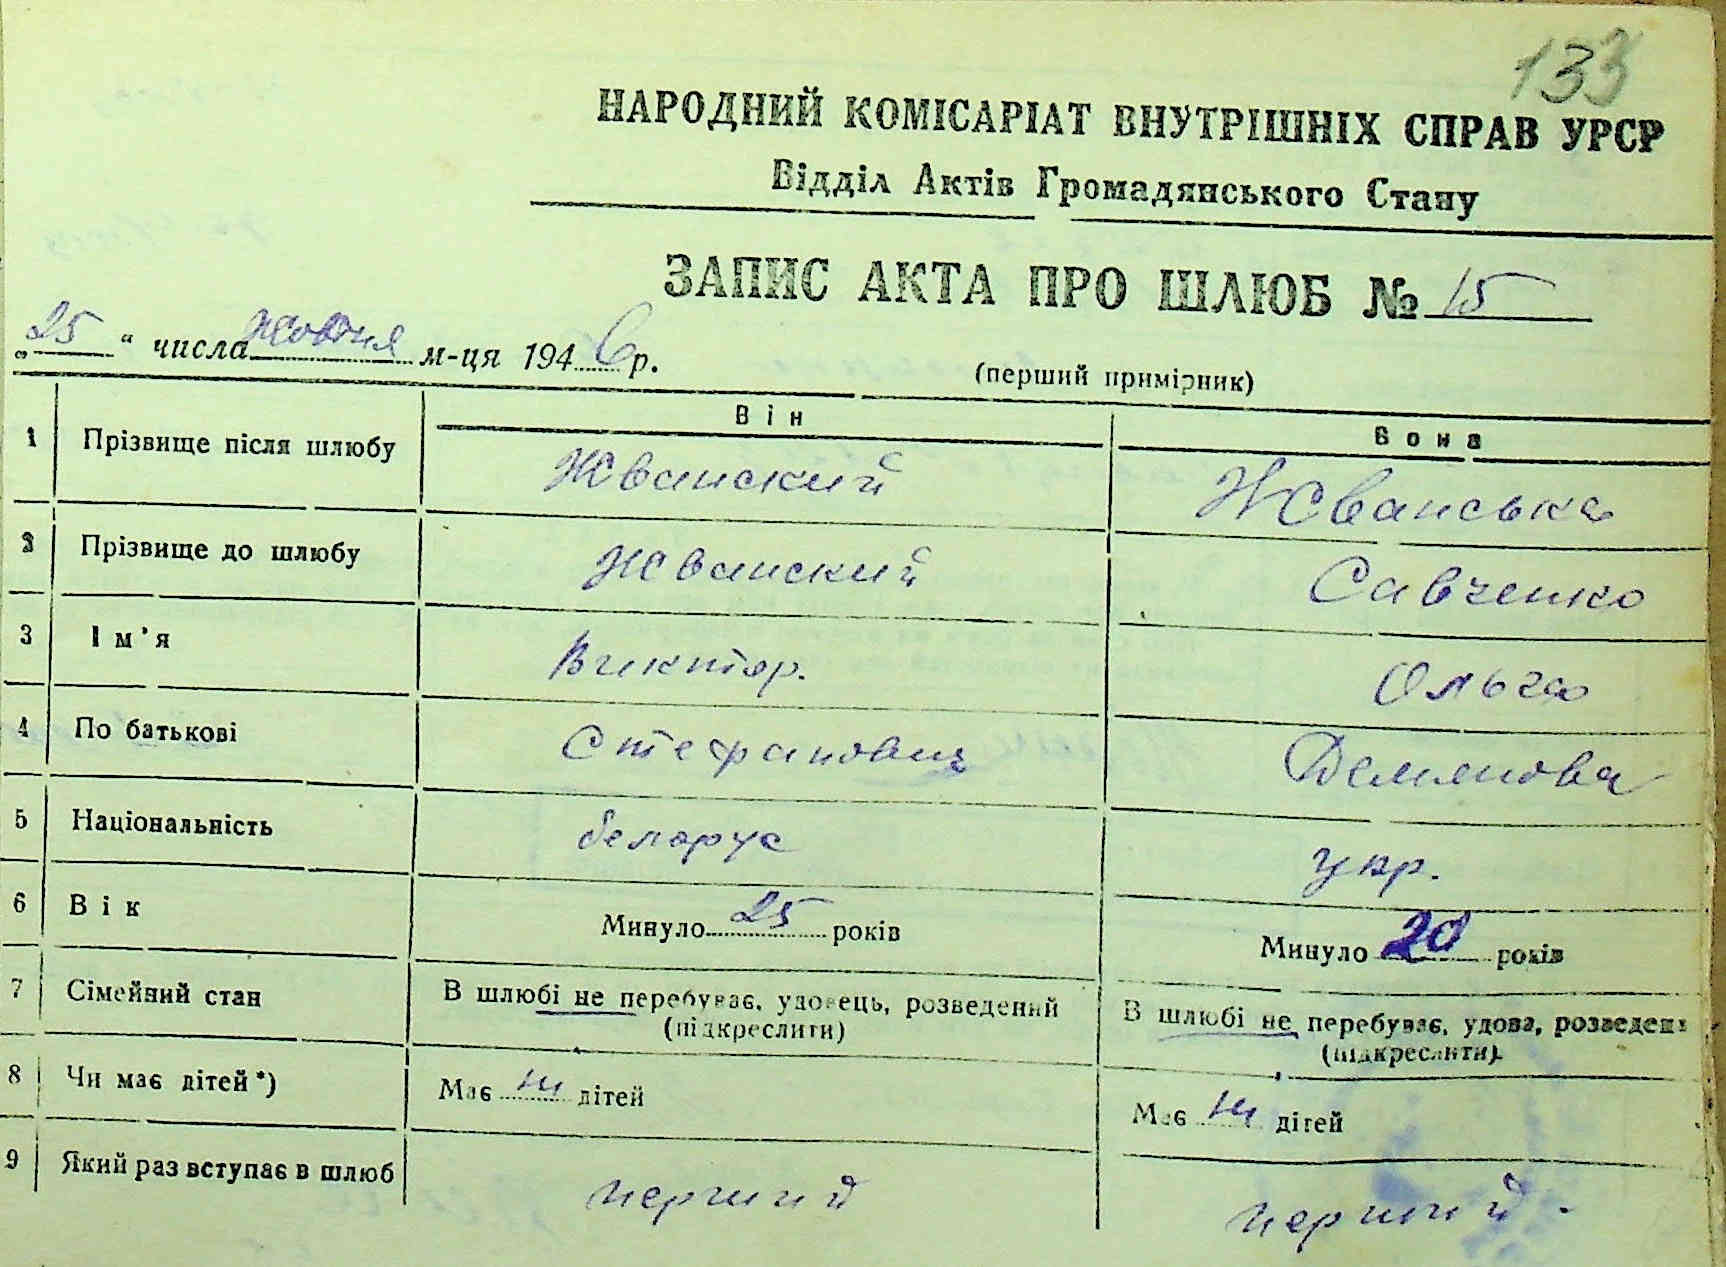 133
НАРОДНИЙ КОМІСАРІАТ ВНУТРІШНІХ СПРАВ УРСР
Відділ Актів Громадянського Стану
ЗАПИС АКТА ПРО ШЛЮБ № 15
„25“ числа жовтня м-ця 1946 р.
(перший примірник)
Він Вона
1 Прізвище після шлюбу Жванский Жванська
2 Прізвище до шлюбу Жванский Савченко
3 Ім'я Виктор. Ольга
4 По батькові Стефанович Демянова
5 Національність беларус укр.
6 Вік Минуло 25 років Минуло 20 років
7 Сімейний стан В шлюбі не перебуває, удовець, розведений В шлюбі не перебуває, удова, розведена
(підкреслити) (підкреслити)
8 Чи має дітей*) Має ні дітей Має ні дітей
9 Який раз вступає в шлюб перший перший